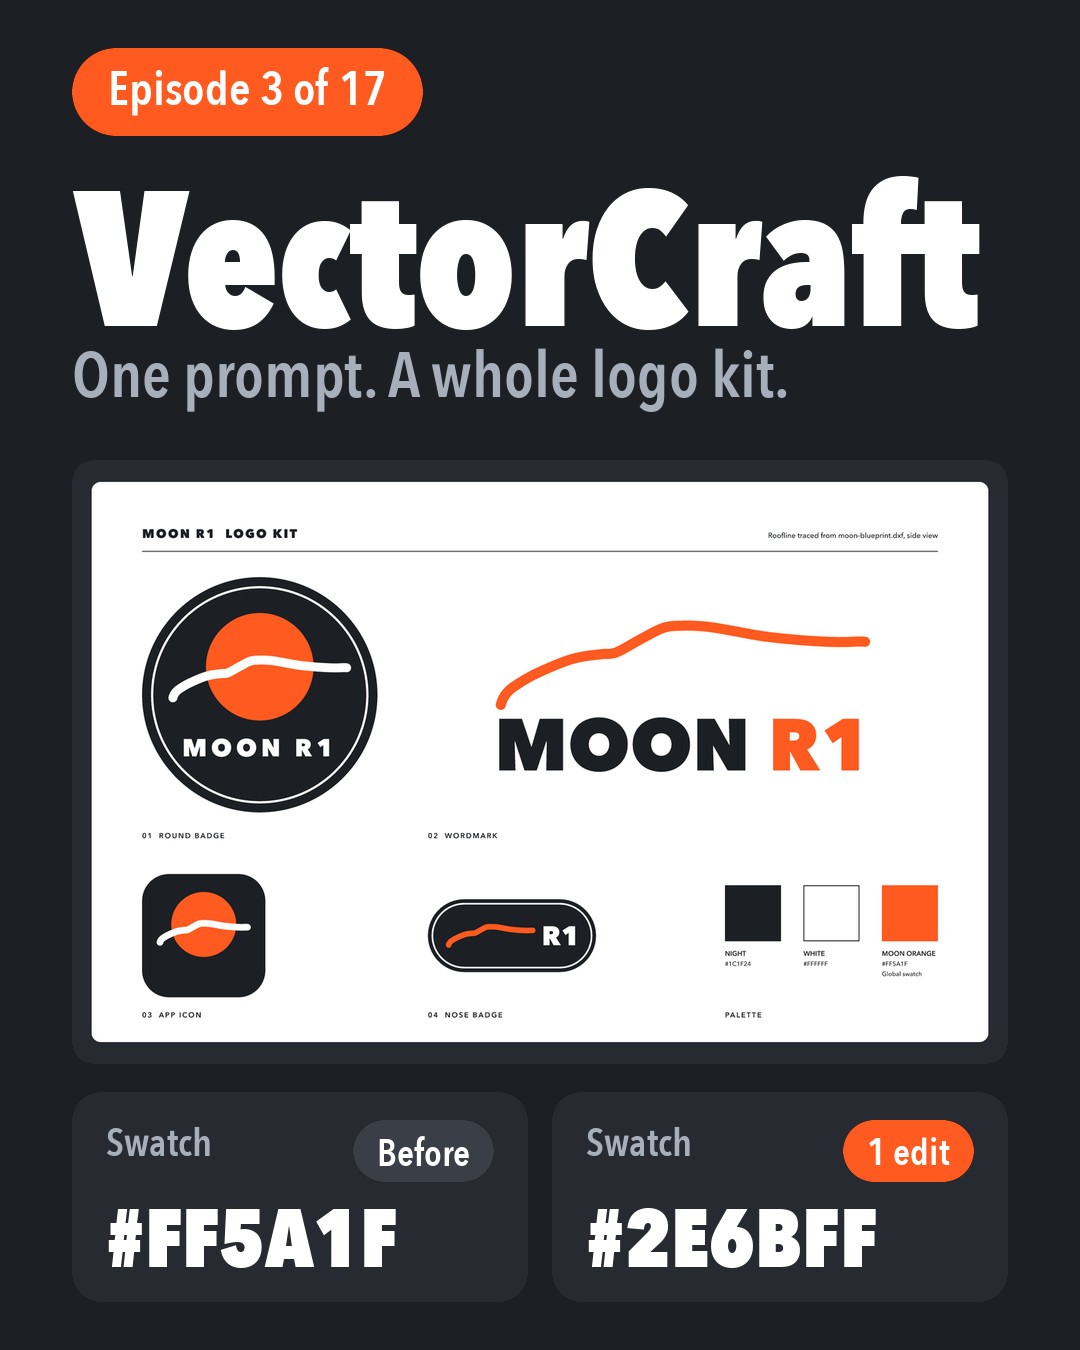 Episode 3 of 17
VectorCraft
One prompt. A whole logo kit.
MOON R1 LOGO KIT
Roofline traced from moon-blueprint.dxf, side view
MOON R1
MOON R1
01 ROUND BADGE
02 WORDMARK
R1
NIGHT
#1C1F24
WHITE
#FFFFFF
MOON ORANGE
#FF5A1F
Global swatch
03 APP ICON
04 NOSE BADGE
PALETTE
Swatch
Before
#FF5A1F
Swatch
1 edit
#2E6BFF